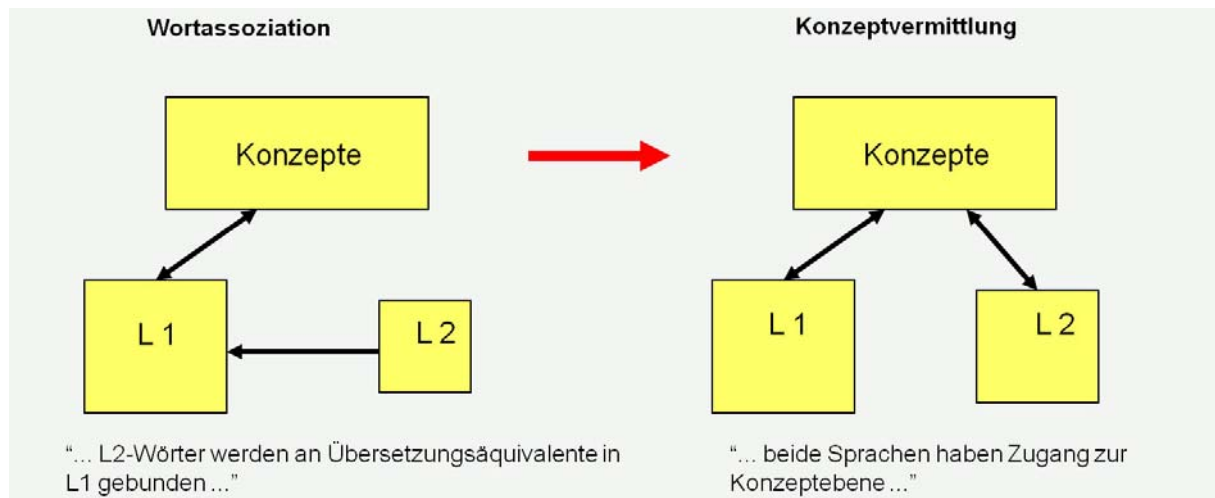 Wortassoziation
Konzeptvermittlung
Konzepte
Konzepte
L 1
L 2
L 1
L 2
“... L2-Wörter werden an Übersetzungsäquivalente in
L1 gebunden ...”
“... beide Sprachen haben Zugang zur
Konzeptebene ...”